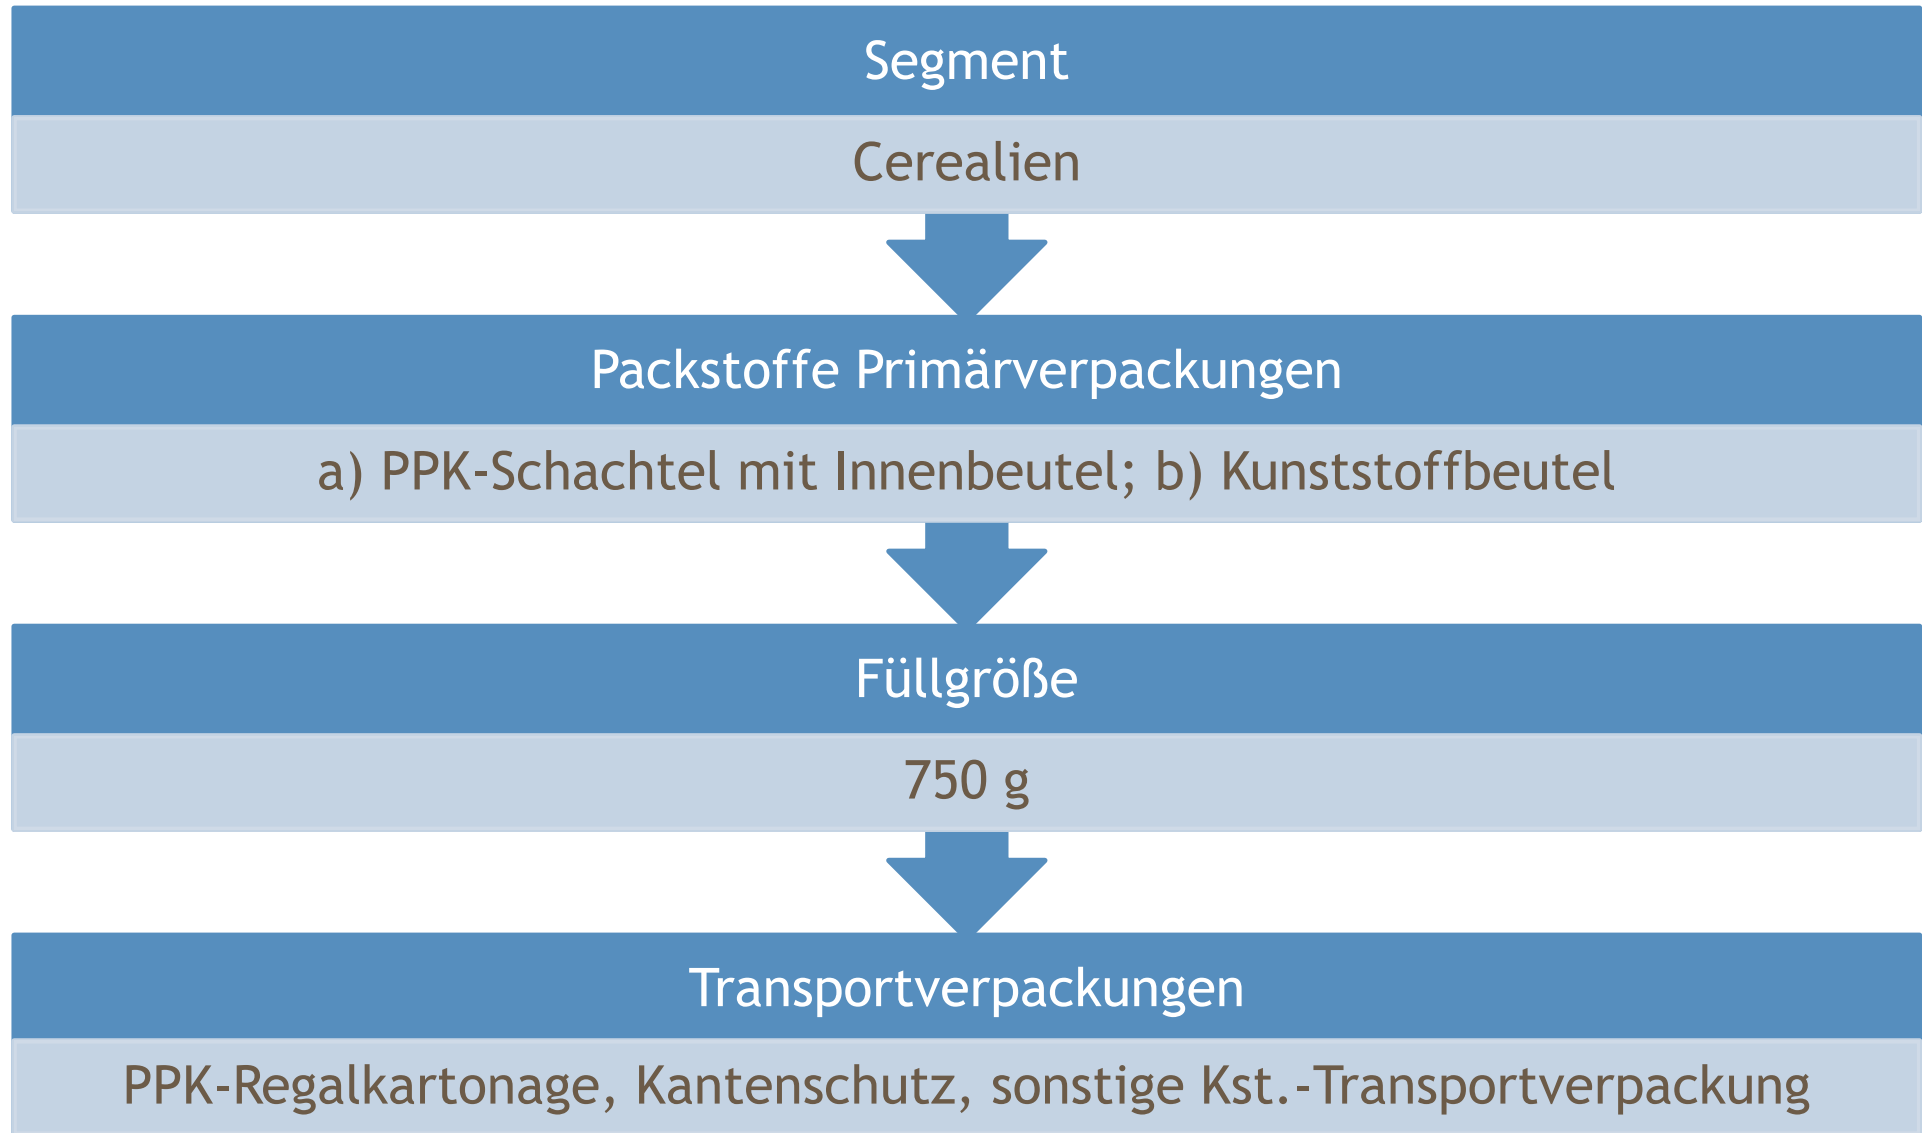 Segment
Cerealien
Packstoffe Primärverpackungen
a) PPK-Schachtel mit Innenbeutel; b) Kunststoffbeutel
Füllgröße
750 g
Transportverpackungen
PPK-Regalkartonage, Kantenschutz, sonstige Kst.-Transportverpackung